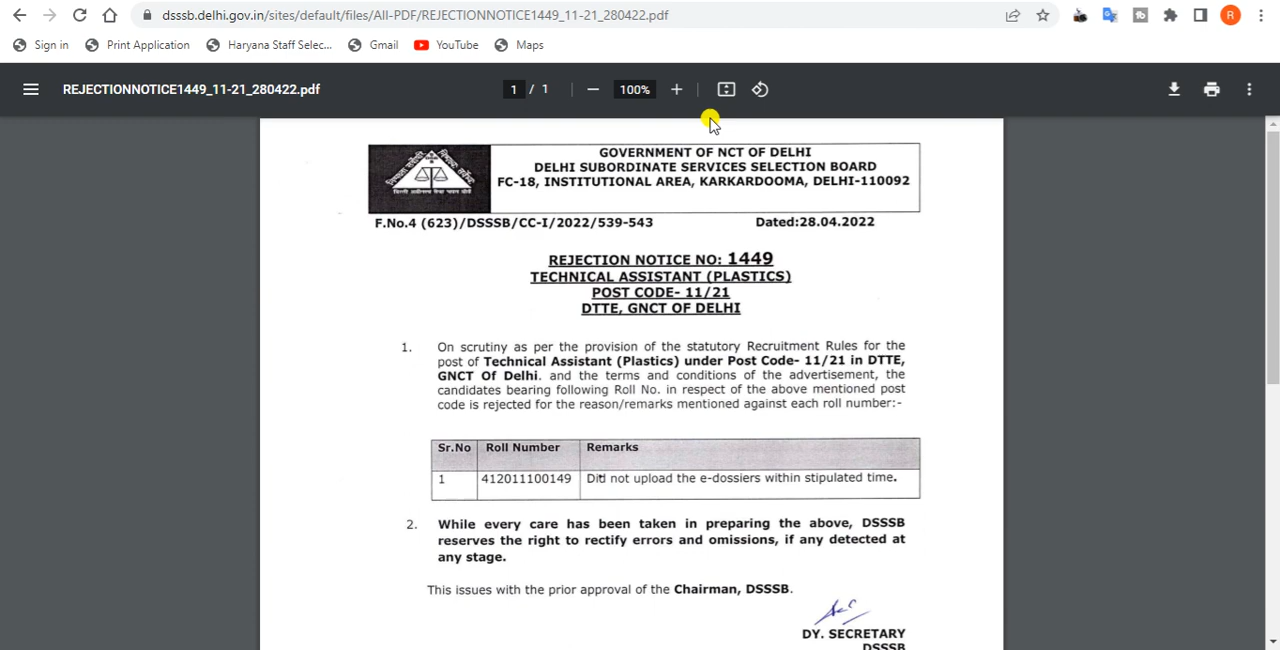 dsssb.delhi.gov.in/sites/default/files/All-PDF/REJECTIONNOTICE1449_11-21_280422.pdf
R
Sign in Print Application Haryana Staff Selec... Gmail YouTube Maps
REJECTIONNOTICE1449_11-21_280422.pdf 1 / 1 100%
GOVERNMENT OF NCT OF DELHI
DELHI SUBORDINATE SERVICES SELECTION BOARD
FC-18, INSTITUTIONAL AREA, KARKARDOOMA, DELHI-110092
F.No.4 (623)/DSSSB/CC-I/2022/539-543 Dated:28.04.2022
REJECTION NOTICE NO: 1449
TECHNICAL ASSISTANT (PLASTICS)
POST CODE- 11/21
DTTE, GNCT OF DELHI
1. On scrutiny as per the provision of the statutory Recruitment Rules for the
post of Technical Assistant (Plastics) under Post Code- 11/21 in DTTE,
GNCT Of Delhi. and the terms and conditions of the advertisement, the
candidates bearing following Roll No. in respect of the above mentioned post
code is rejected for the reason/remarks mentioned against each roll number:-
Sr.No Roll Number Remarks
1 412011100149 Did not upload the e-dossiers within stipulated time.
2. While every care has been taken in preparing the above, DSSSB
reserves the right to rectify errors and omissions, if any detected at
any stage.
This issues with the prior approval of the Chairman, DSSSB.
DY. SECRETARY
DSSSB